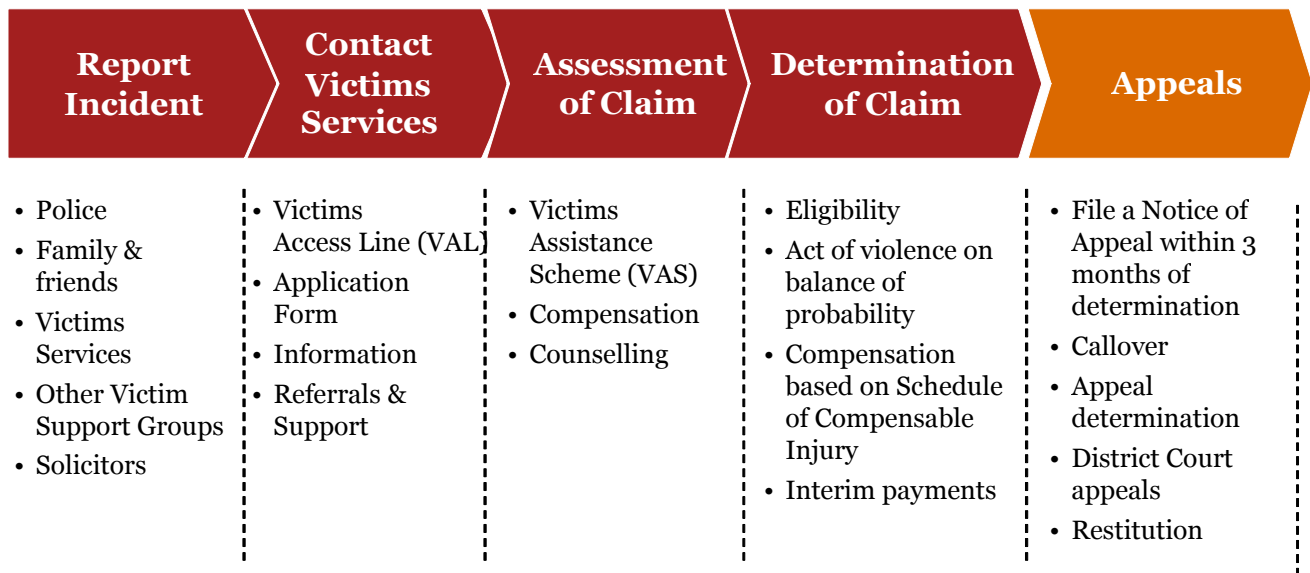 Report
Incident
Contact
Victims
Services
Assessment
of Claim
Determination
of Claim
Appeals
• Police
• Family &
friends
• Victims
Services
• Other Victim
Support Groups
• Solicitors
• Victims
Access Line (VAL)
• Application
Form
• Information
• Referrals &
Support
• Victims
Assistance
Scheme (VAS)
• Compensation
• Counselling
• Eligibility
• Act of violence on
balance of
probability
• Compensation
based on Schedule
of Compensable
Injury
• Interim payments
• File a Notice of
Appeal within 3
months of
determination
• Callover
• Appeal
determination
• District Court
appeals
• Restitution